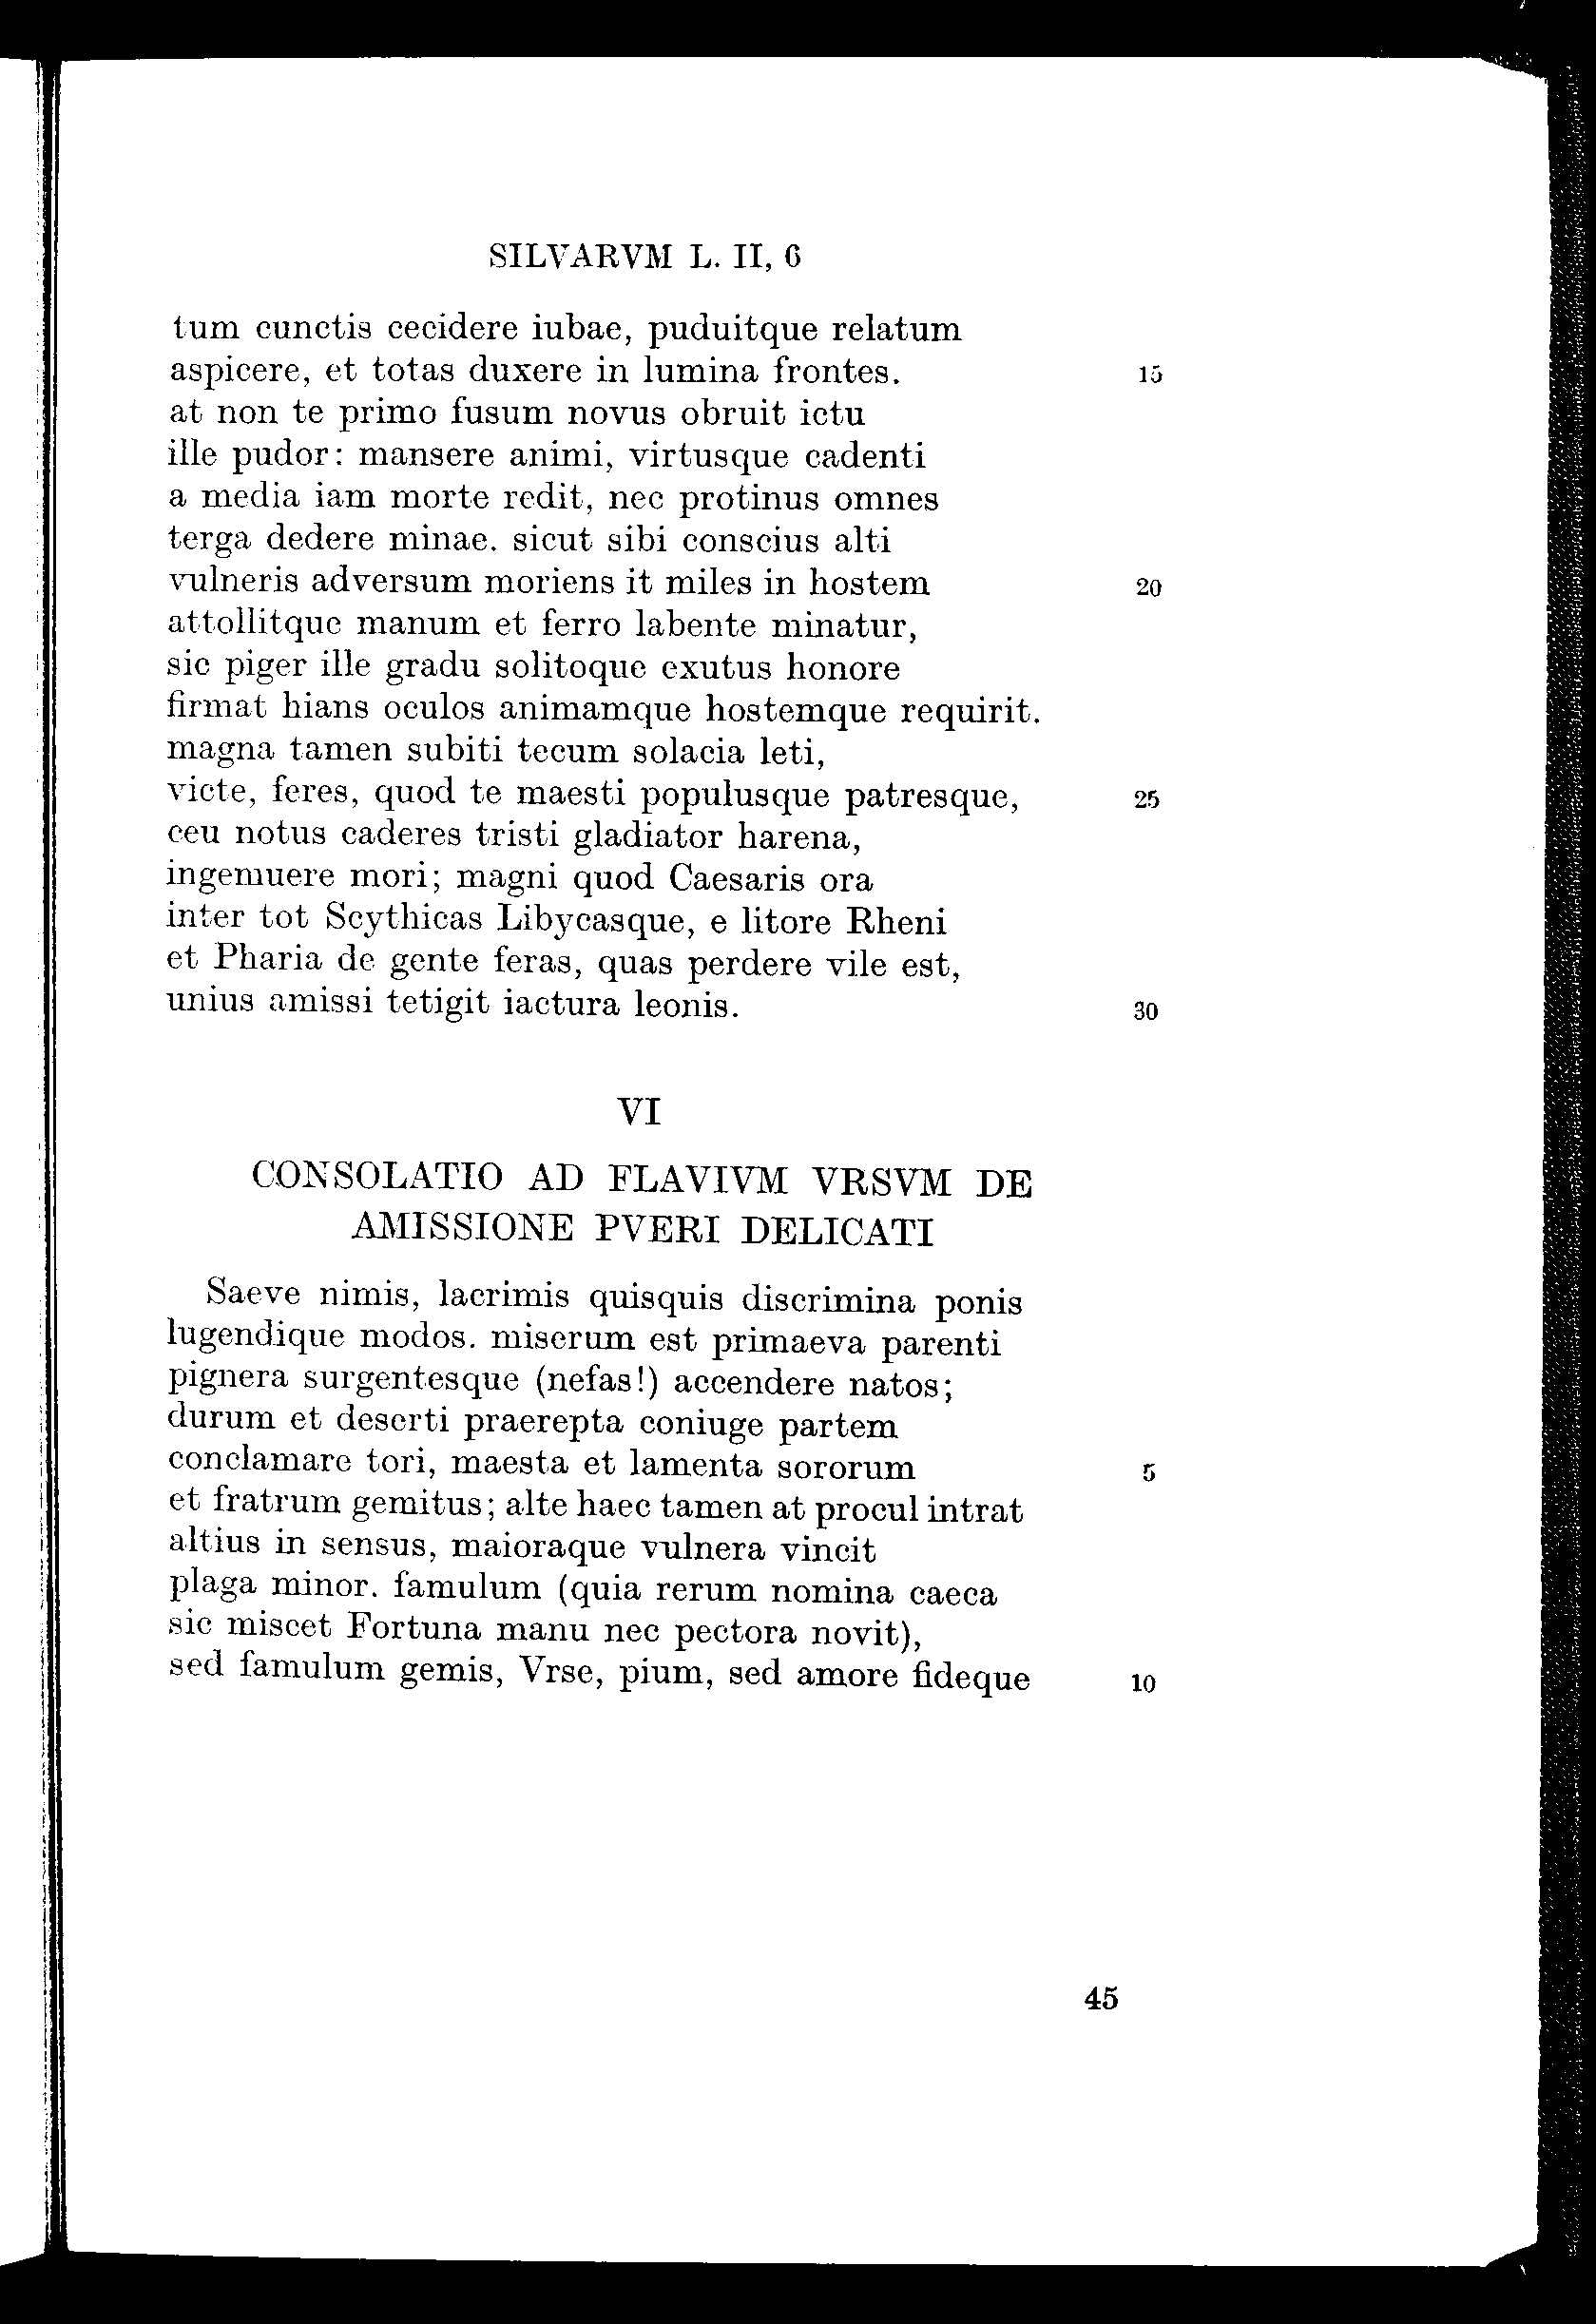 SILVARVM L. II, 6
tum cunctis cecidere iubae, puduitque relatum
aspicere, et totas duxere in lumina frontes. 15
at non te primo fusum novus obruit ictu
ille pudor: mansere animi, virtusque cadenti
a media iam morte redit, nec protinus omnes
terga dedere minae. sicut sibi conscius alti
vulneris adversum moriens it miles in hostem 20
attollitque manum et ferro labente minatur,
sic piger ille gradu solitoque exutus honore
firmat hians oculos animamque hostemque requirit.
magna tamen subiti tecum solacia leti,
victe, feres, quod te maesti populusque patresque, 25
ceu notus caderes tristi gladiator harena,
ingemuere mori; magni quod Caesaris ora
inter tot Scythicas Libycasque, e litore Rheni
et Pharia de gente feras, quas perdere vile est,
unius amissi tetigit iactura leonis. 30
VI
CONSOLATIO AD FLAVIVM VRSVM DE
AMISSIONE PVERI DELICATI
Saeve nimis, lacrimis quisquis discrimina ponis
lugendique modos. miserum est primaeva parenti
pignera surgentesque (nefas!) accendere natos;
durum et deserti praerepta coniuge partem
conclamare tori, maesta et lamenta sororum 5
et fratrum gemitus; alte haec tamen at procul intrat
altius in sensus, maioraque vulnera vincit
plaga minor. famulum (quia rerum nomina caeca
sic miscet Fortuna manu nec pectora novit),
sed famulum gemis, Vrse, pium, sed amore fideque 10
45